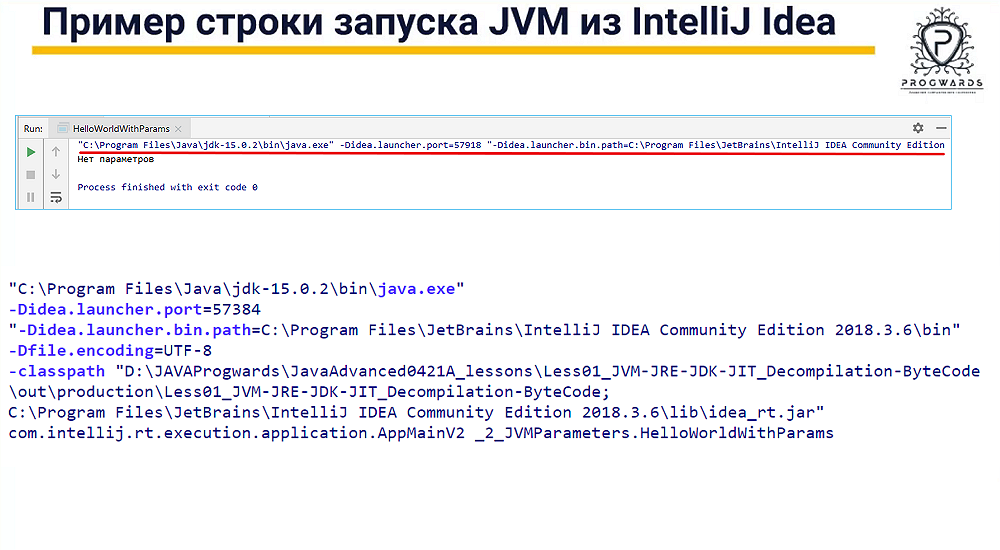 Пример строки запуска JVM из IntelliJ Idea
PROGWARDS
Run: HelloWorldWithParams
"C:\Program Files\Java\jdk-15.0.2\bin\java.exe" -Didea.launcher.port=57918 "-Didea.launcher.bin.path=C:\Program Files\JetBrains\IntelliJ IDEA Community Edition
Нет параметров
Process finished with exit code 0
"C:\Program Files\Java\jdk-15.0.2\bin\java.exe"
-Didea.launcher.port=57384
"-Didea.launcher.bin.path=C:\Program Files\JetBrains\IntelliJ IDEA Community Edition 2018.3.6\bin"
-Dfile.encoding=UTF-8
-classpath "D:\JAVAProgwards\JavaAdvanced0421A_lessons\Less01_JVM-JRE-JDK-JIT_Decompilation-ByteCode
\out\production\Less01_JVM-JRE-JDK-JIT_Decompilation-ByteCode;
C:\Program Files\JetBrains\IntelliJ IDEA Community Edition 2018.3.6\lib\idea_rt.jar"
com.intellij.rt.execution.application.AppMainV2 _2_JVMParameters.HelloWorldWithParams